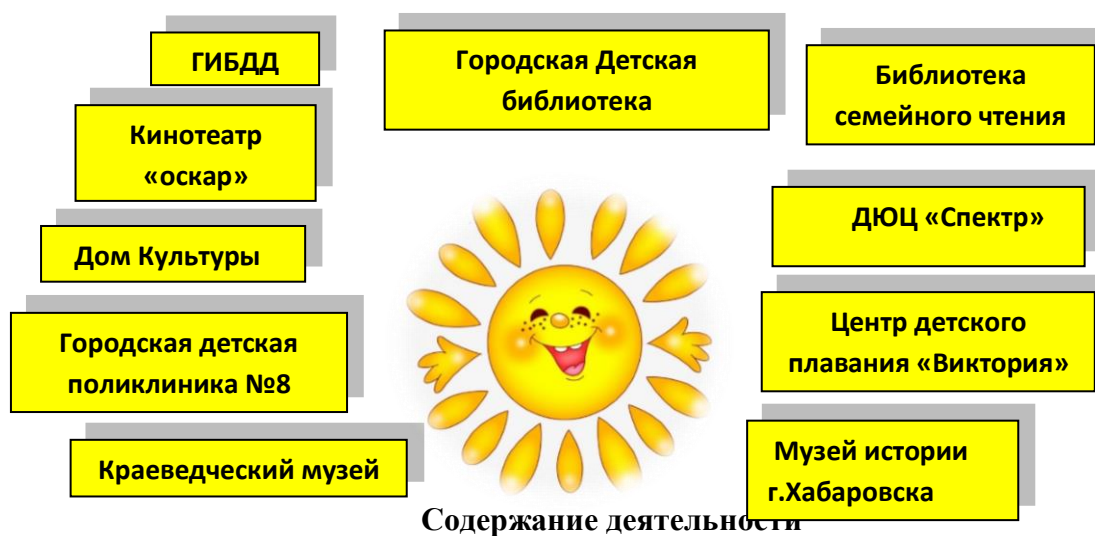 ГИБДД
Городская Детская
библиотека
Библиотека
семейного чтения
Кинотеатр
«оскар»
ДЮЦ «Спектр»
Дом Культуры
Центр детского
плавания «Виктория»
Городская детская
поликлиника №8
Музей истории
г.Хабаровска
Краеведческий музей
Содержание деятельности